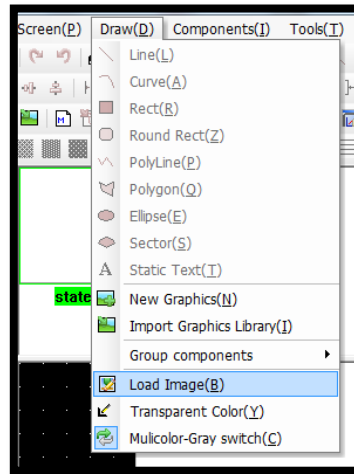 Screen(P) Draw(D) Components(I) Tools(T)
Line(L)
Curve(A)
Rect(R)
Round Rect(Z)
PolyLine(P)
Polygon(Q)
Ellipse(E)
Sector(S)
A Static Text(T)
state
New Graphics(N)
Import Graphics Library(I)
Group components
Load Image(B)
Transparent Color(Y)
Mulicolor-Gray switch(C)